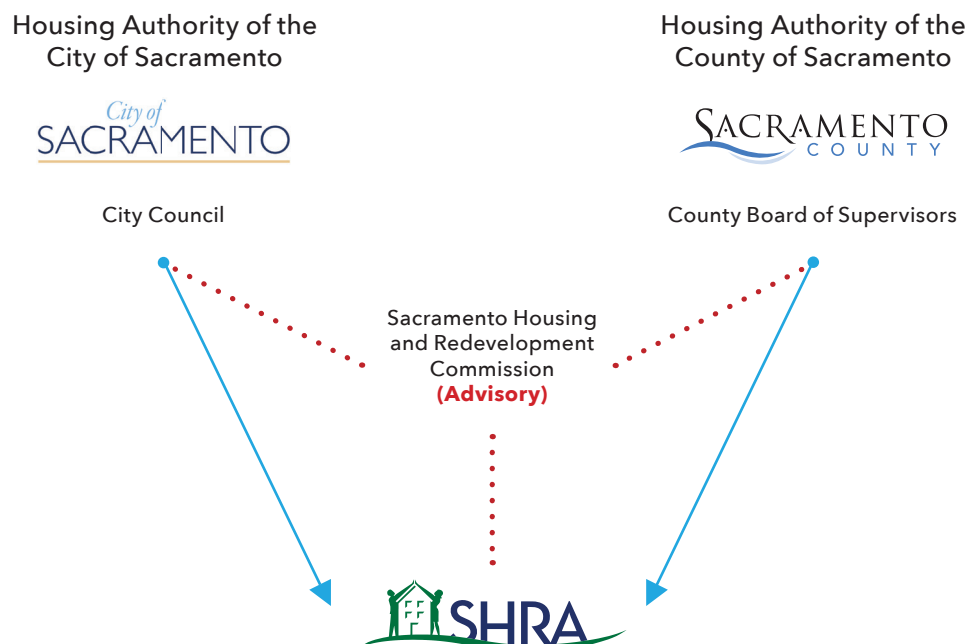 Housing Authority of the
City of Sacramento
City of
SACRAMENTO
City Council
Housing Authority of the
County of Sacramento
SACRAMENTO
COUNTY
County Board of Supervisors
Sacramento Housing
and Redevelopment
Commission
(Advisory)
SHRA